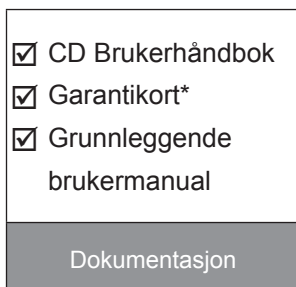 ☑ CD Brukerhåndbok
☑ Garantikort*
☑ Grunnleggende
brukermanual
Dokumentasjon